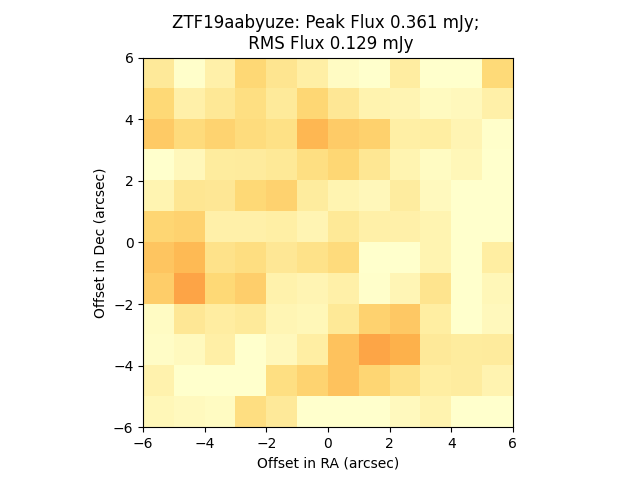 ZTF19aabyuze: Peak Flux 0.361 mJy;
RMS Flux 0.129 mJy
6
4
2
0
−2
−4
−6
Offset in Dec (arcsec)
−6 −4 −2 0 2 4 6
Offset in RA (arcsec)